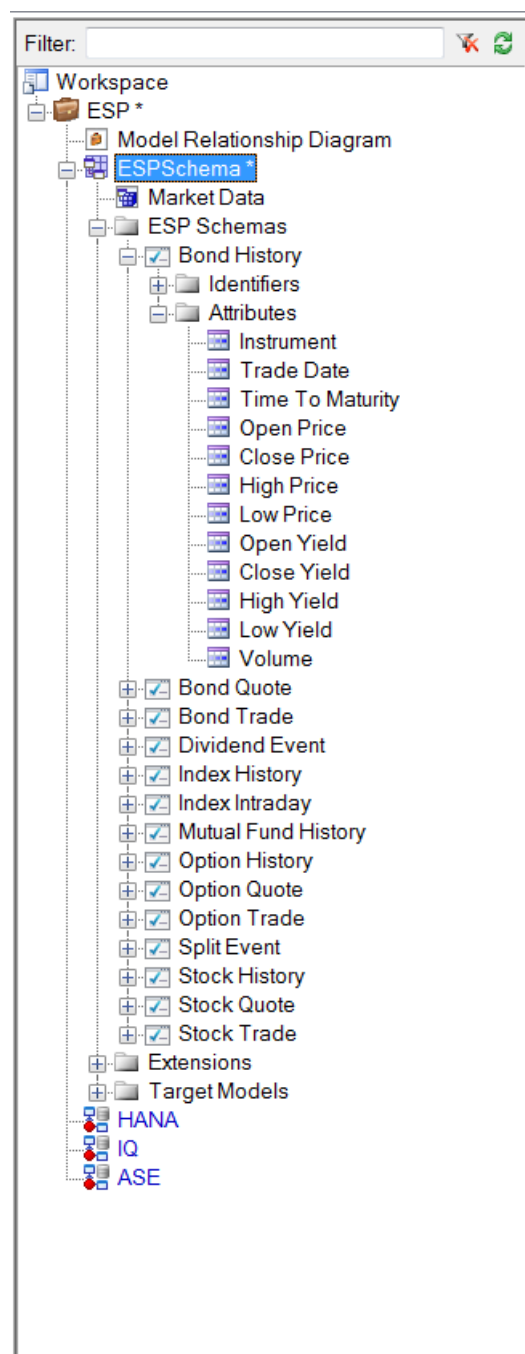 Filter:
Workspace
ESP *
Model Relationship Diagram
ESPSchema *
Market Data
ESP Schemas
Bond History
Identifiers
Attributes
Instrument
Trade Date
Time To Maturity
Open Price
Close Price
High Price
Low Price
Open Yield
Close Yield
High Yield
Low Yield
Volume
Bond Quote
Bond Trade
Dividend Event
Index History
Index Intraday
Mutual Fund History
Option History
Option Quote
Option Trade
Split Event
Stock History
Stock Quote
Stock Trade
Extensions
Target Models
HANA
IQ
ASE